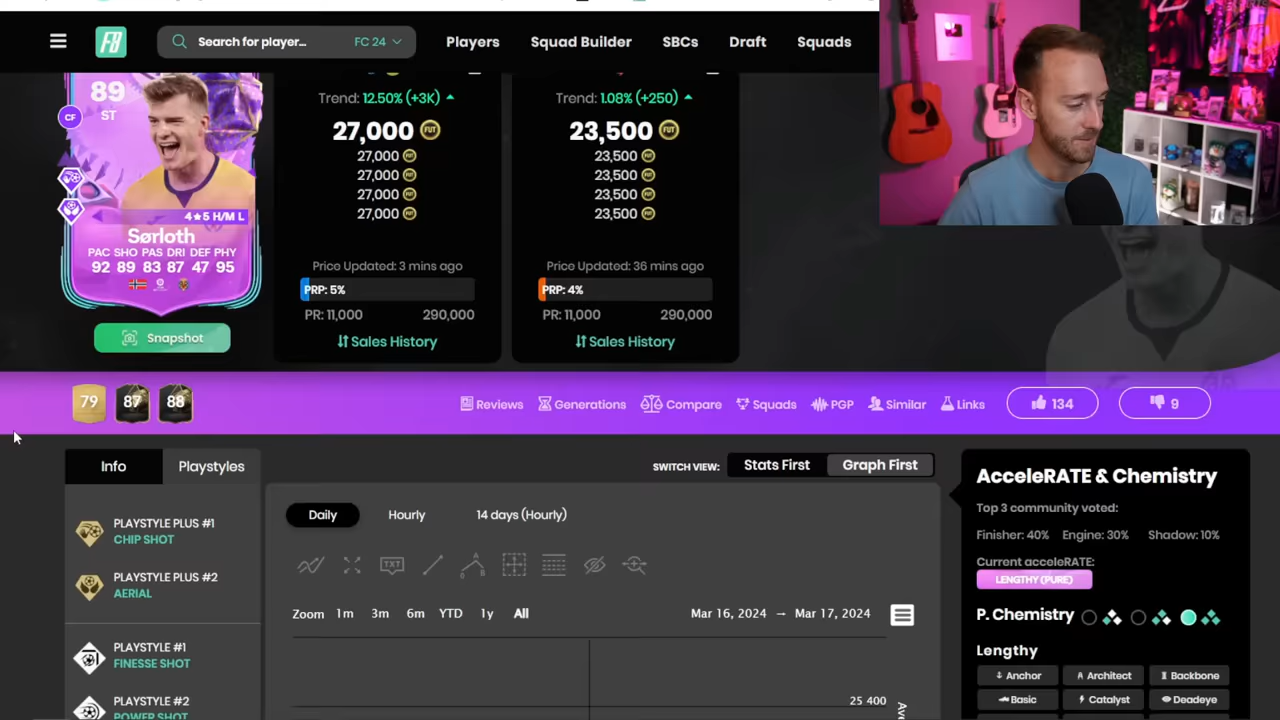 FB
Search for player...
FC 24
Players
Squad Builder
SBCs
Draft
Squads
89
ST
CF
4★5 H/M L
Sørloth
PAC SHO PAS DRI DEF PHY
92 89 83 87 47 95
Snapshot
Trend: 12.50% (+3K)
27,000
27,000
27,000
27,000
27,000
Price Updated: 3 mins ago
PRP: 5%
PR: 11,000
290,000
Sales History
Trend: 1.08% (+250)
23,500
23,500
23,500
23,500
23,500
Price Updated: 36 mins ago
PRP: 4%
PR: 11,000
290,000
Sales History
79
87
88
Reviews
Generations
Compare
Squads
PGP
Similar
Links
134
9
Info
Playstyles
PLAYSTYLE PLUS #1
CHIP SHOT
PLAYSTYLE PLUS #2
AERIAL
PLAYSTYLE #1
FINESSE SHOT
PLAYSTYLE #2
POWER SHOT
SWITCH VIEW:
Stats First
Graph First
Daily
Hourly
14 days (Hourly)
TXT
Zoom 1m 3m 6m YTD 1y All
Mar 16, 2024 → Mar 17, 2024
25 400
AcceleRATE & Chemistry
Top 3 community voted:
Finisher: 40% Engine: 30% Shadow: 10%
Current acceleRATE:
LENGTHY (PURE)
P. Chemistry
Lengthy
Anchor
Architect
Backbone
Basic
Catalyst
Deadeye